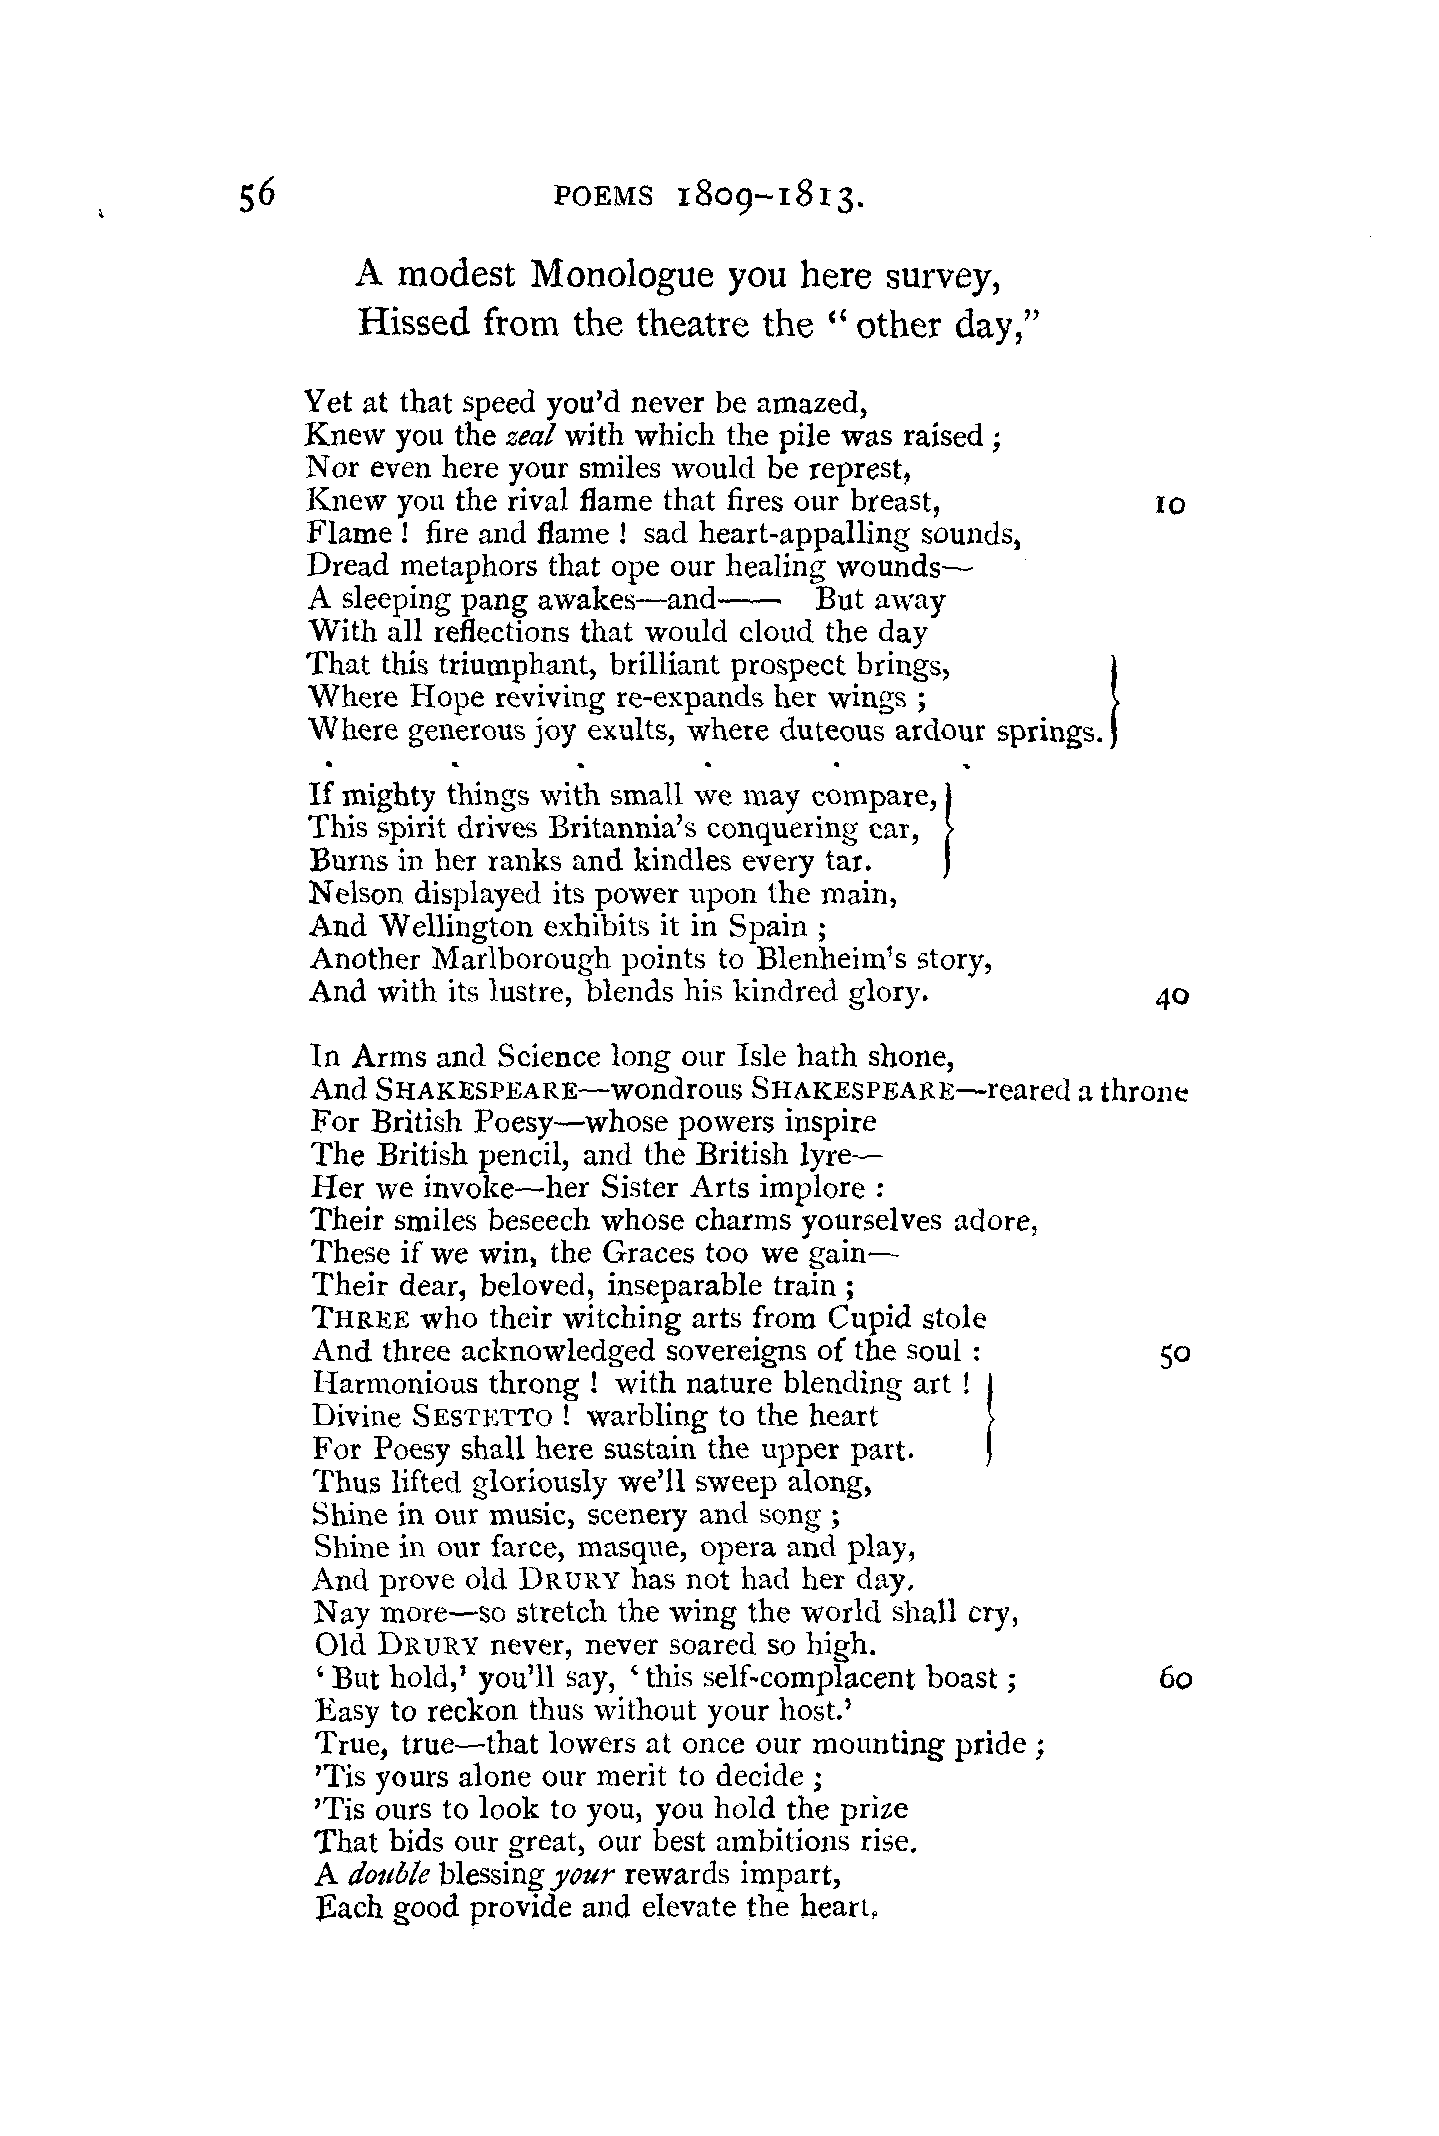 56 POEMS 1809–1813.
A modest Monologue you here survey,
Hissed from the theatre the “other day,”
Yet at that speed you’d never be amazed,
Knew you the zeal with which the pile was raised;
Nor even here your smiles would be represt,
Knew you the rival flame that fires our breast, 10
Flame! fire and flame! sad heart-appalling sounds,
Dread metaphors that ope our healing wounds—
A sleeping pang awakes—and—— But away
With all reflections that would cloud the day
That this triumphant, brilliant prospect brings,
Where Hope reviving re-expands her wings;
Where generous joy exults, where duteous ardour springs.
. . . . . .
If mighty things with small we may compare,
This spirit drives Britannia’s conquering car,
Burns in her ranks and kindles every tar.
Nelson displayed its power upon the main,
And Wellington exhibits it in Spain;
Another Marlborough points to Blenheim’s story,
And with its lustre, blends his kindred glory. 40
In Arms and Science long our Isle hath shone,
And SHAKESPEARE—wondrous SHAKESPEARE—reared a throne
For British Poesy—whose powers inspire
The British pencil, and the British lyre—
Her we invoke—her Sister Arts implore:
Their smiles beseech whose charms yourselves adore,
These if we win, the Graces too we gain—
Their dear, beloved, inseparable train;
THREE who their witching arts from Cupid stole
And three acknowledged sovereigns of the soul: 50
Harmonious throng! with nature blending art!
Divine SESTETTO! warbling to the heart
For Poesy shall here sustain the upper part.
Thus lifted gloriously we’ll sweep along,
Shine in our music, scenery and song;
Shine in our farce, masque, opera and play,
And prove old DRURY has not had her day.
Nay more—so stretch the wing the world shall cry,
Old DRURY never, never soared so high.
‘But hold,’ you’ll say, ‘this self-complacent boast; 60
Easy to reckon thus without your host.’
True, true—that lowers at once our mounting pride;
’Tis yours alone our merit to decide;
’Tis ours to look to you, you hold the prize
That bids our great, our best ambitions rise.
A double blessing your rewards impart,
Each good provide and elevate the heart.